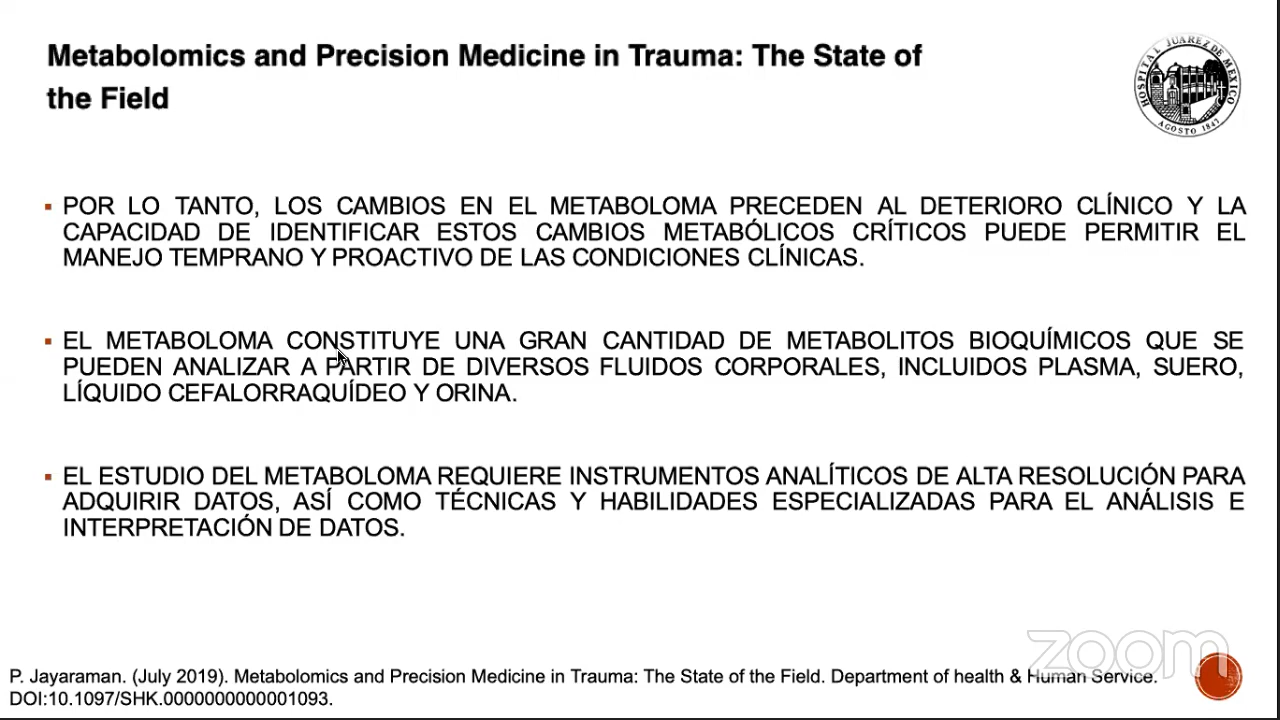 Metabolomics and Precision Medicine in Trauma: The State of
the Field
HOSPITAL JUAREZ DE MEXICO
AGOSTO 1847
▪ POR LO TANTO, LOS CAMBIOS EN EL METABOLOMA PRECEDEN AL DETERIORO CLÍNICO Y LA
CAPACIDAD DE IDENTIFICAR ESTOS CAMBIOS METABÓLICOS CRÍTICOS PUEDE PERMITIR EL
MANEJO TEMPRANO Y PROACTIVO DE LAS CONDICIONES CLÍNICAS.
▪ EL METABOLOMA CONSTITUYE UNA GRAN CANTIDAD DE METABOLITOS BIOQUÍMICOS QUE SE
PUEDEN ANALIZAR A PARTIR DE DIVERSOS FLUIDOS CORPORALES, INCLUIDOS PLASMA, SUERO,
LÍQUIDO CEFALORRAQUÍDEO Y ORINA.
▪ EL ESTUDIO DEL METABOLOMA REQUIERE INSTRUMENTOS ANALÍTICOS DE ALTA RESOLUCIÓN PARA
ADQUIRIR DATOS, ASÍ COMO TÉCNICAS Y HABILIDADES ESPECIALIZADAS PARA EL ANÁLISIS E
INTERPRETACIÓN DE DATOS.
zoom
P. Jayaraman. (July 2019). Metabolomics and Precision Medicine in Trauma: The State of the Field. Department of health & Human Service.
DOI:10.1097/SHK.0000000000001093.